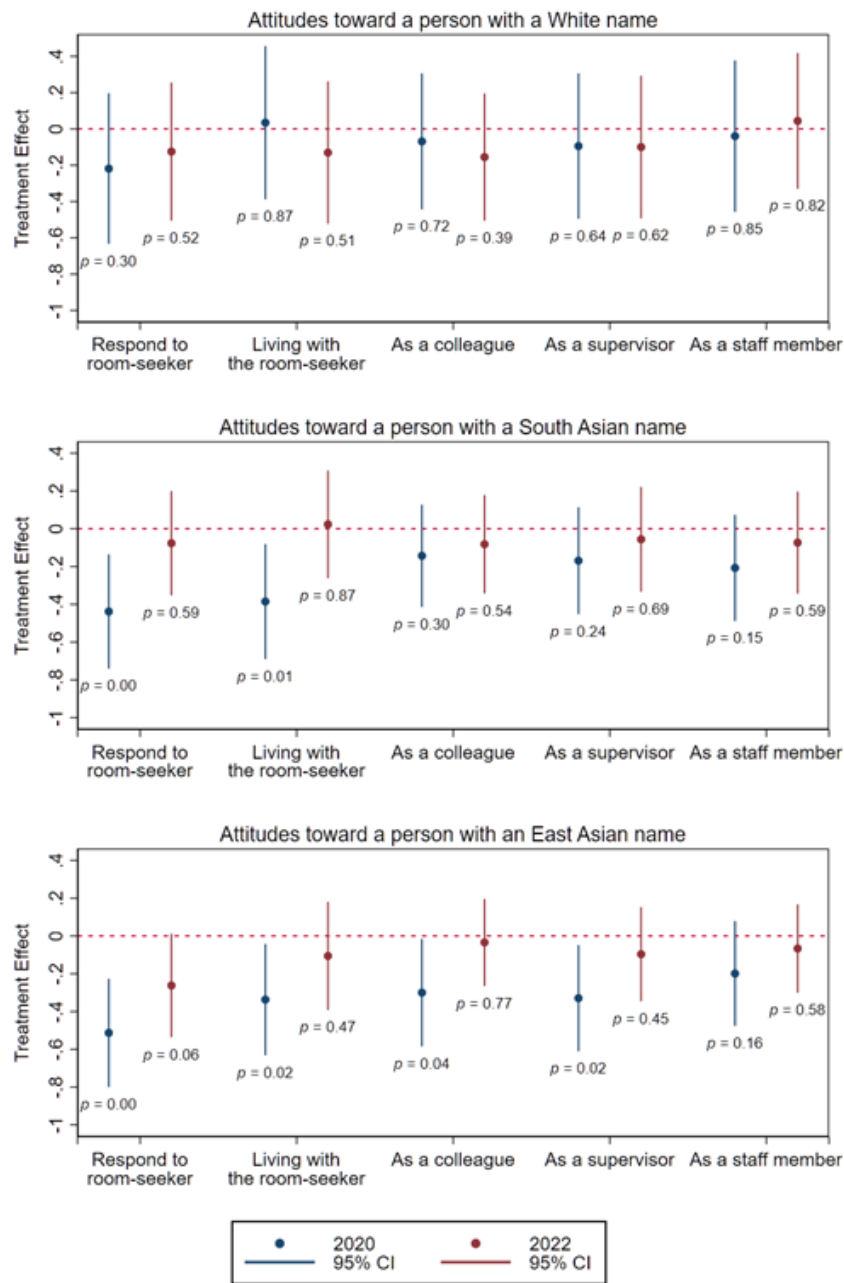 Attitudes toward a person with a White name
Treatment Effect
.4
.2
0
-.2
-.4
-.6
-.8
-1
p = 0.30
p = 0.52
p = 0.87
p = 0.51
p = 0.72
p = 0.39
p = 0.64
p = 0.62
p = 0.85
p = 0.82
Respond to
room-seeker
Living with
the room-seeker
As a colleague
As a supervisor
As a staff member
Attitudes toward a person with a South Asian name
Treatment Effect
.4
.2
0
-.2
-.4
-.6
-.8
-1
p = 0.00
p = 0.59
p = 0.01
p = 0.87
p = 0.30
p = 0.54
p = 0.24
p = 0.69
p = 0.15
p = 0.59
Respond to
room-seeker
Living with
the room-seeker
As a colleague
As a supervisor
As a staff member
Attitudes toward a person with an East Asian name
Treatment Effect
.4
.2
0
-.2
-.4
-.6
-.8
-1
p = 0.00
p = 0.06
p = 0.02
p = 0.47
p = 0.04
p = 0.77
p = 0.02
p = 0.45
p = 0.16
p = 0.58
Respond to
room-seeker
Living with
the room-seeker
As a colleague
As a supervisor
As a staff member
2020
2022
95% CI
95% CI